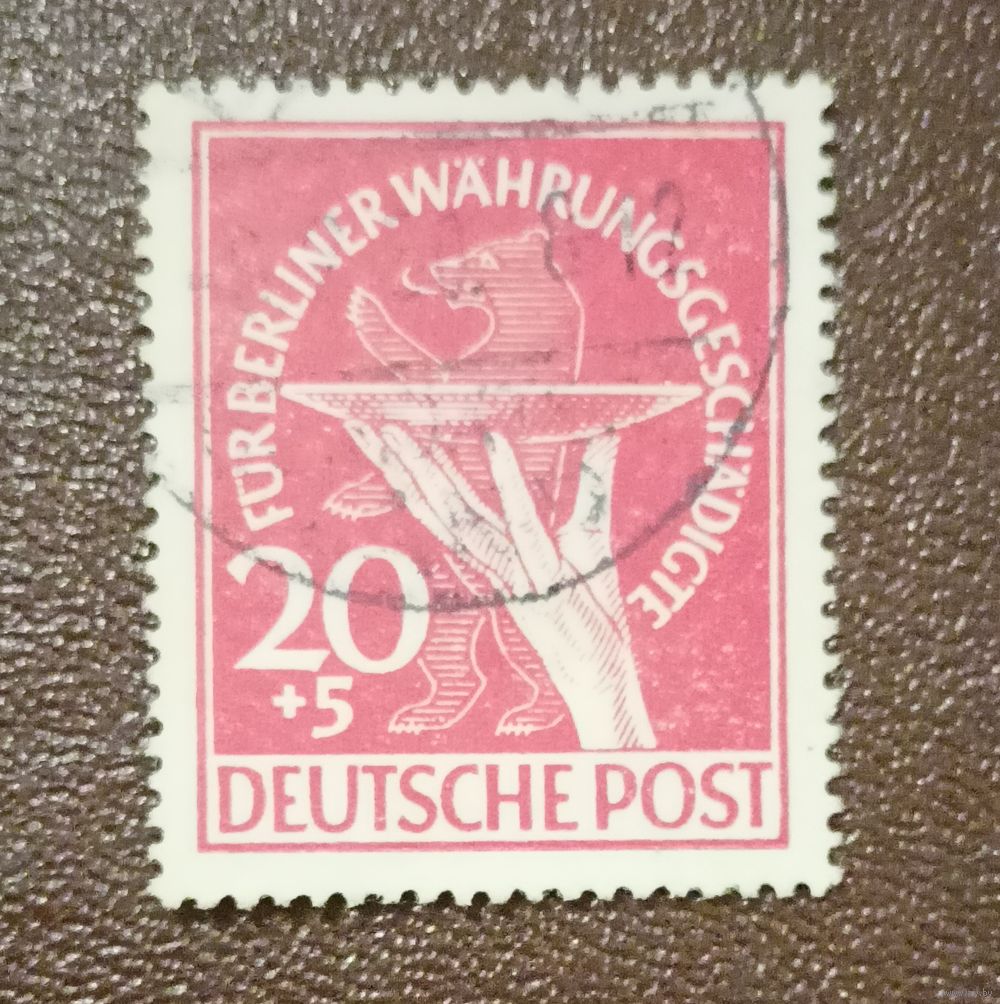 FÜR BERLINER WÄHRUNGSGESCHÄDIGTE
20
+5
DEUTSCHE POST